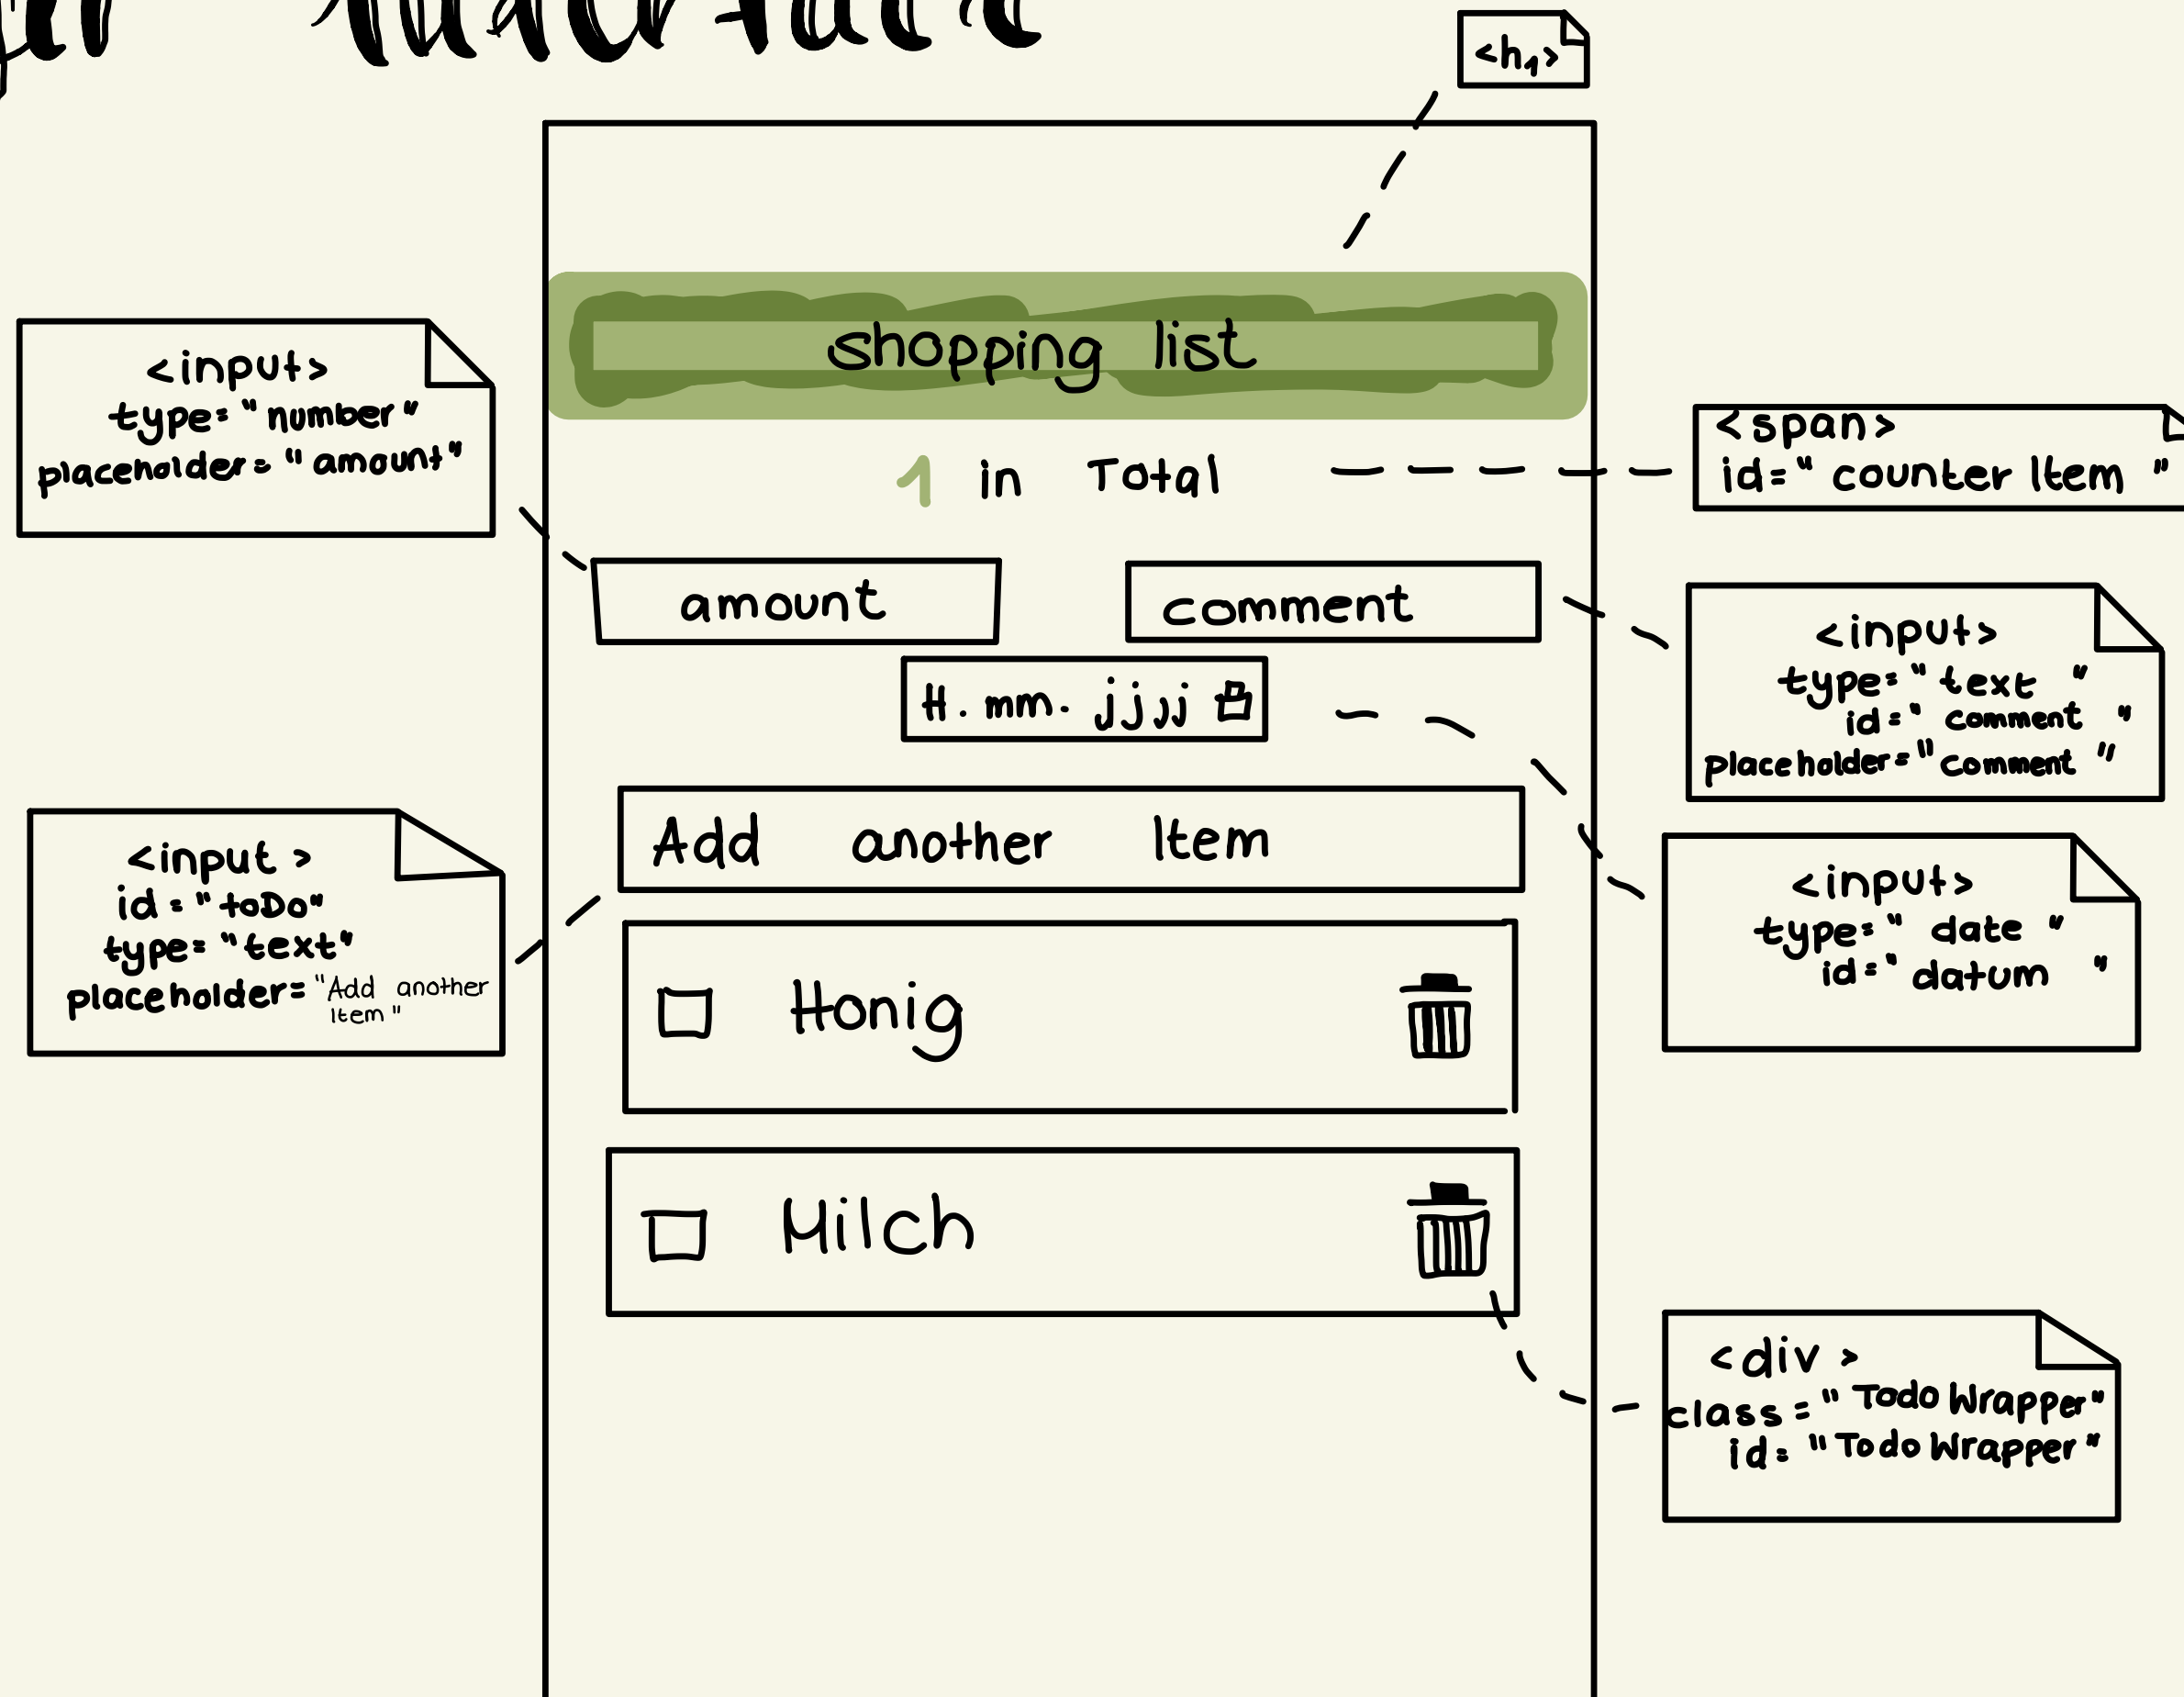 <h1>
shopping list
1 in Total
amount
comment
H. mm. jjjj
Add another Item
Honig
Milch
<input>
type="number"
placeholder="amount"
<input >
id="toDo"
type="text"
placeholder="Add another
Item"
<span>
id="counter Item"
<input>
type="text"
id="comment"
placeholder="comment"
<input>
type="date"
id="datum"
<div >
class="Todo Wrapper"
id="Todo Wrapper"